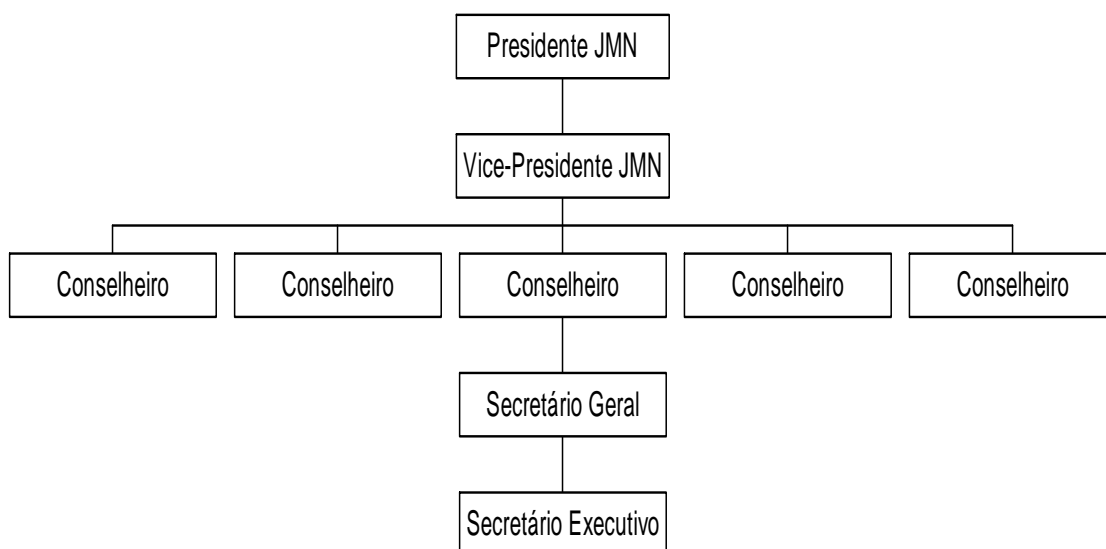 Presidente JMN
Vice-Presidente JMN
Conselheiro
Conselheiro
Conselheiro
Conselheiro
Conselheiro
Secretário Geral
Secretário Executivo